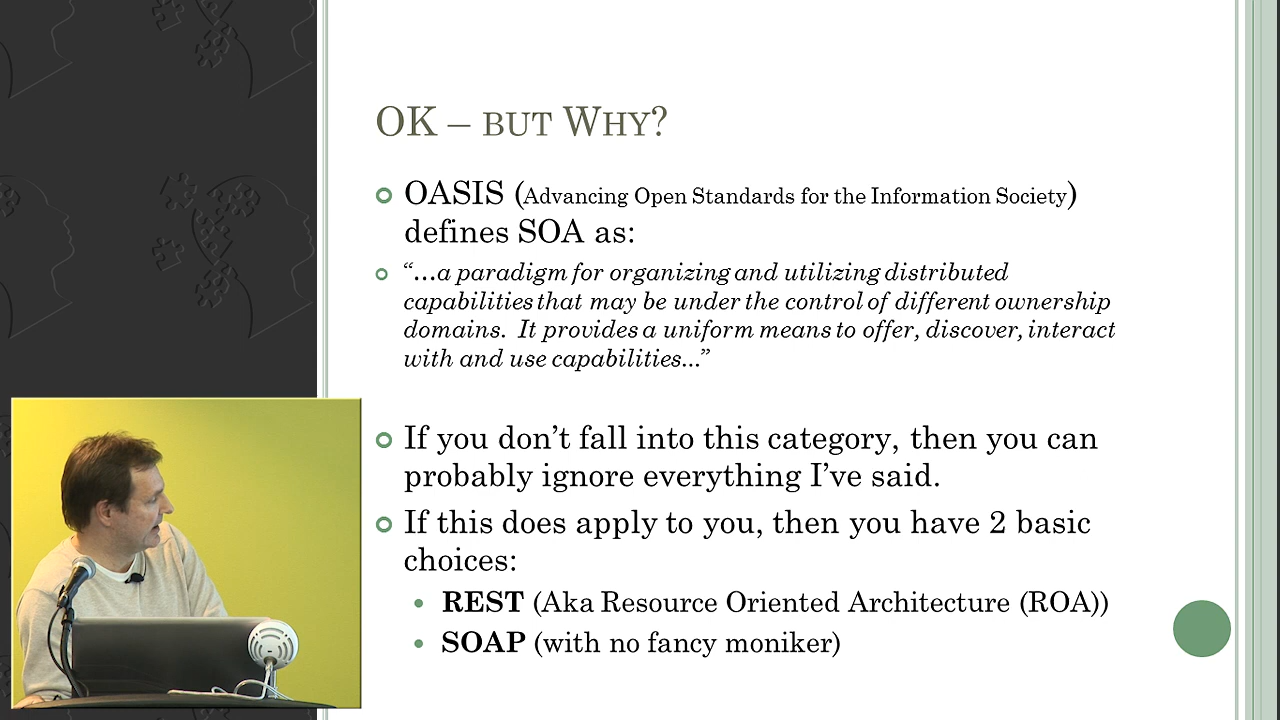 OK – BUT WHY?
OASIS (Advancing Open Standards for the Information Society)
defines SOA as:
“...a paradigm for organizing and utilizing distributed
capabilities that may be under the control of different ownership
domains. It provides a uniform means to offer, discover, interact
with and use capabilities...”
If you don’t fall into this category, then you can
probably ignore everything I’ve said.
If this does apply to you, then you have 2 basic
choices:
REST (Aka Resource Oriented Architecture (ROA))
SOAP (with no fancy moniker)